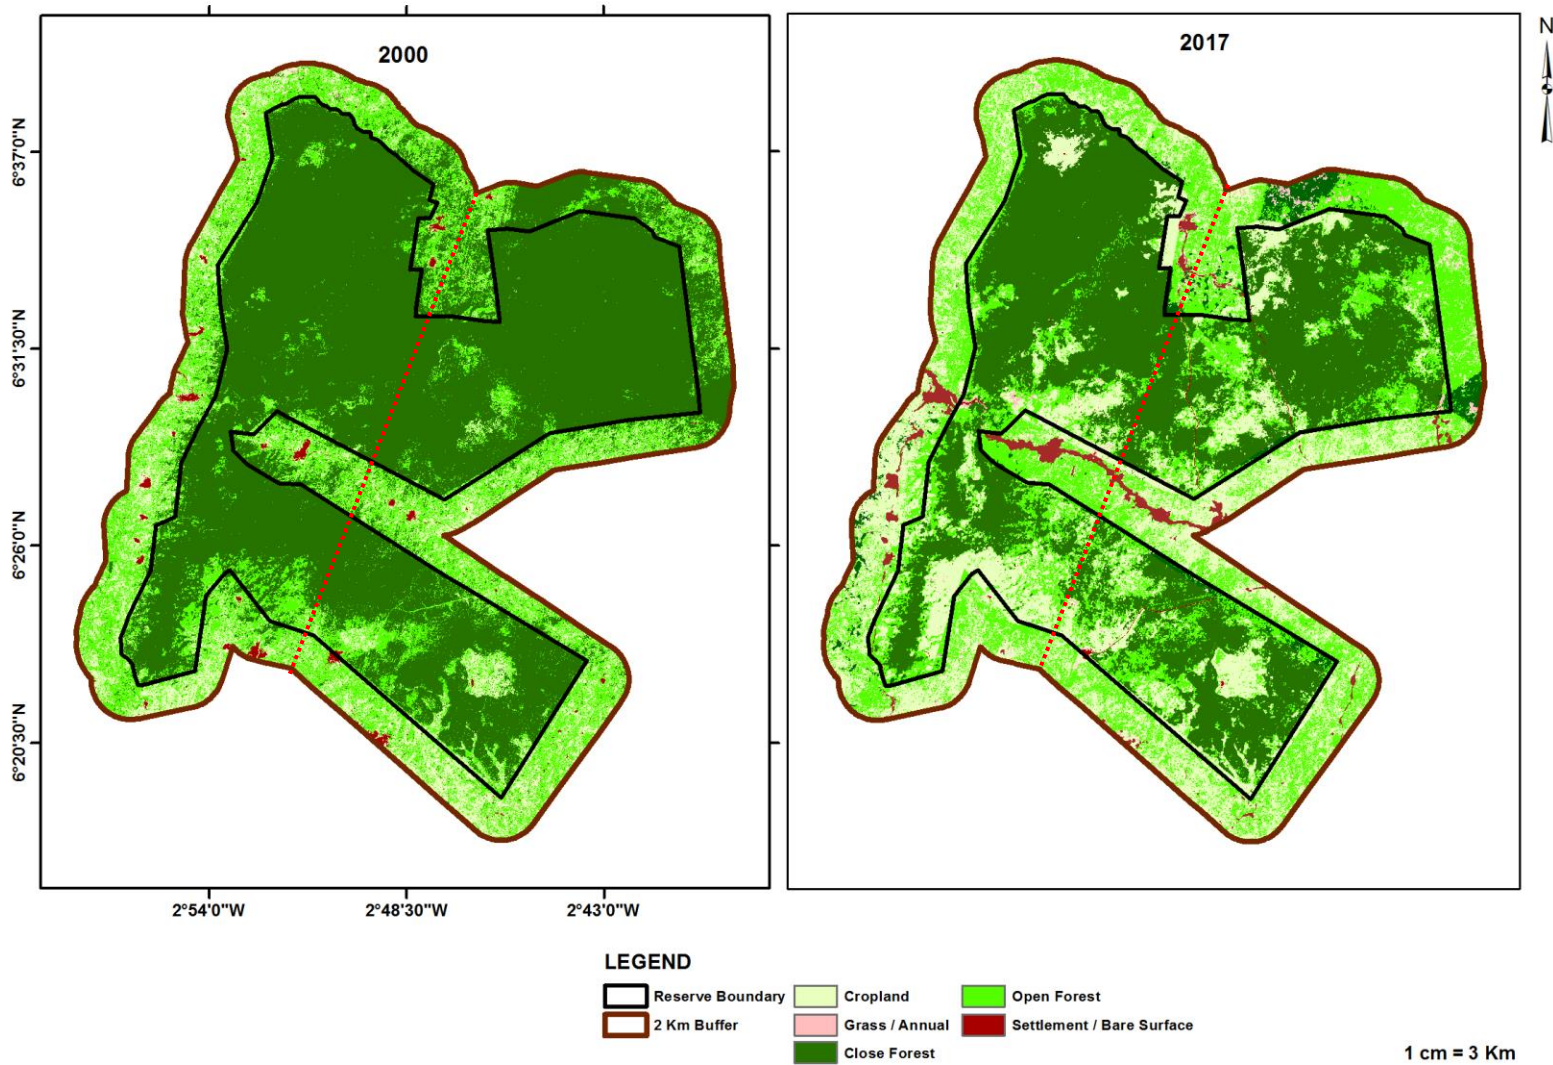 2000
2017
N
6°37'0"N
6°31'30"N
6°26'0"N
6°20'30"N
2°54'0"W
2°48'30"W
2°43'0"W
LEGEND
Reserve Boundary
Cropland
Open Forest
2 Km Buffer
Grass / Annual
Settlement / Bare Surface
Close Forest
1 cm = 3 Km